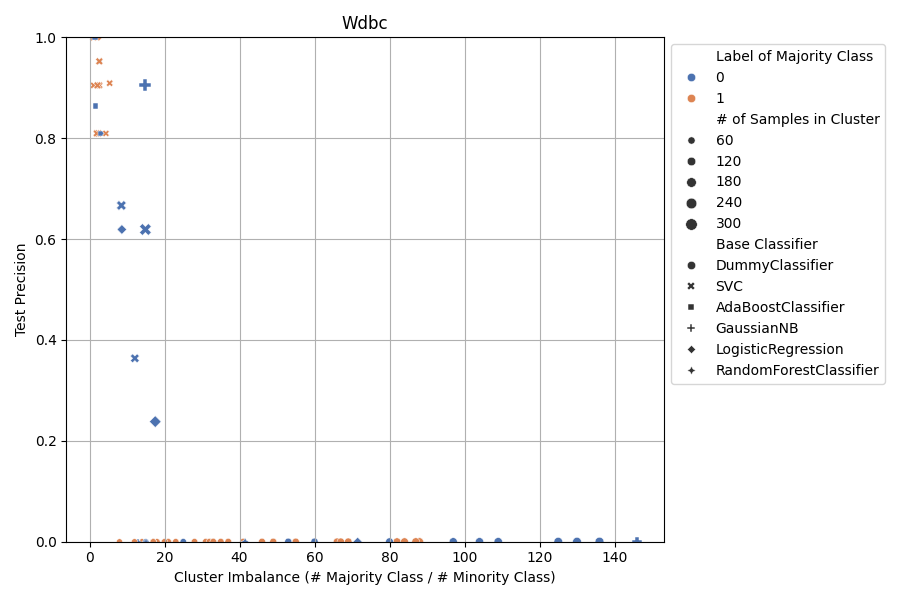 Wdbc
1.0
0.8
0.6
0.4
0.2
0.0
Test Precision
0 20 40 60 80 100 120 140
Cluster Imbalance (# Majority Class / # Minority Class)
Label of Majority Class
0
1
# of Samples in Cluster
60
120
180
240
300
Base Classifier
DummyClassifier
SVC
AdaBoostClassifier
GaussianNB
LogisticRegression
RandomForestClassifier